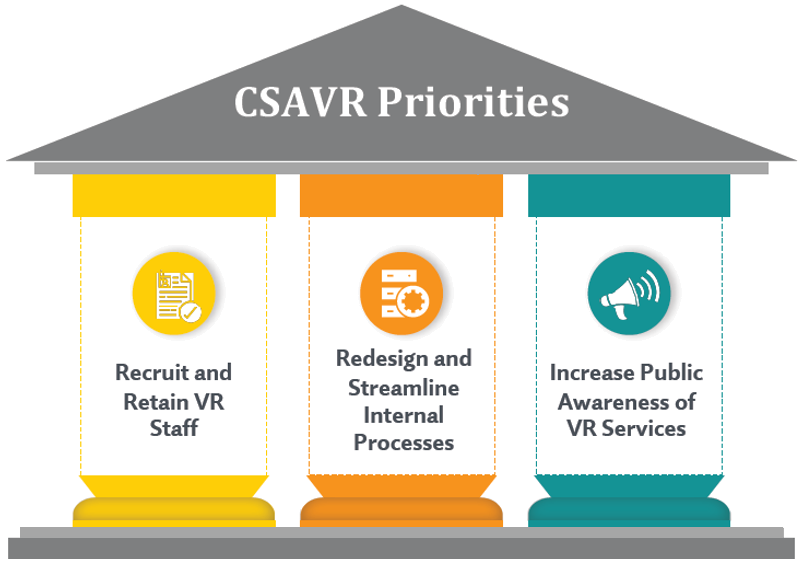 CSAVR Priorities
Recruit and
Retain VR
Staff
Redesign and
Streamline
Internal
Processes
Increase Public
Awareness of
VR Services